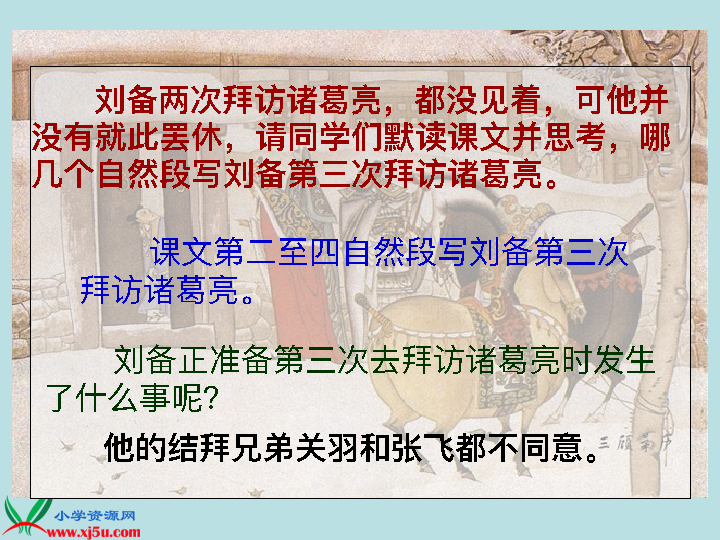 刘备两次拜访诸葛亮，都没见着，可他并
没有就此罢休，请同学们默读课文并思考，哪
几个自然段写刘备第三次拜访诸葛亮。
课文第二至四自然段写刘备第三次
拜访诸葛亮。
刘备正准备第三次去拜访诸葛亮时发生
了什么事呢?
他的结拜兄弟关羽和张飞都不同意。
三顾茅庐
小学资源网
www.xj5u.com